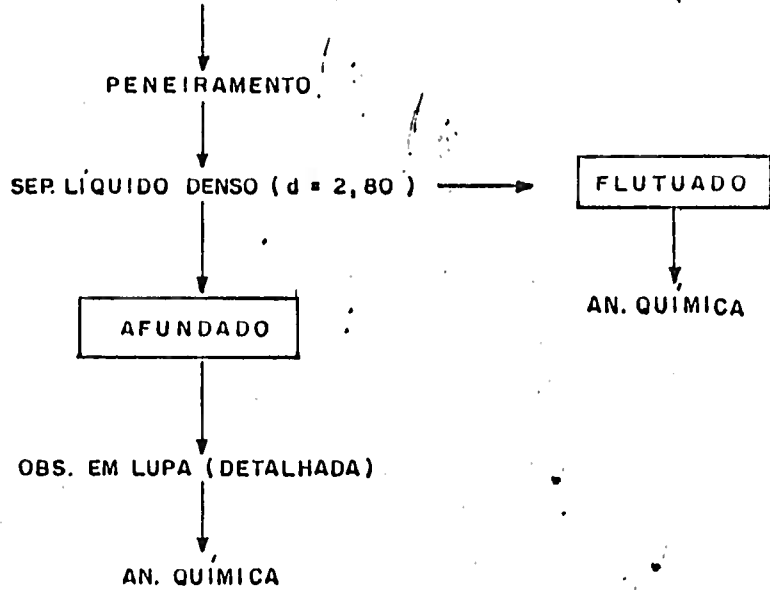 PENEIRAMENTO
SEP. LÍQUIDO DENSO ( d = 2,80 )
FLUTUADO
AN. QUÍMICA
AFUNDADO
OBS. EM LUPA (DETALHADA)
AN. QUÍMICA